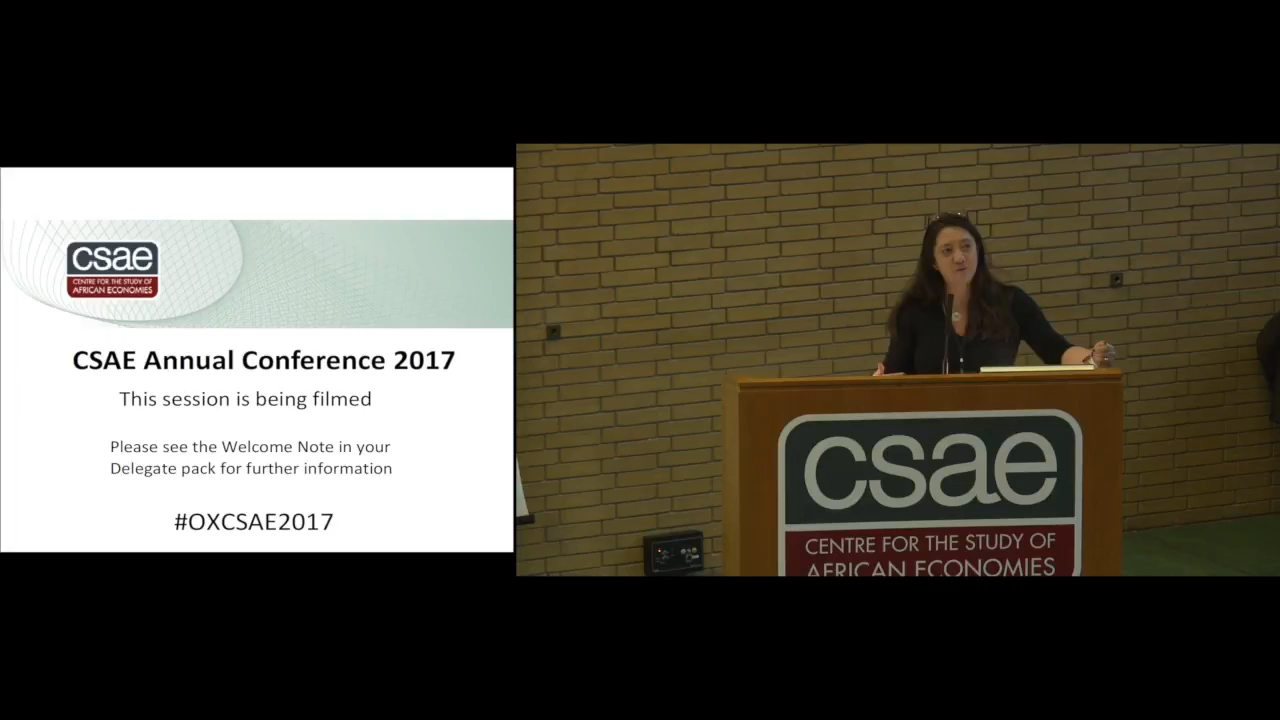 csae
CENTRE FOR THE STUDY OF
AFRICAN ECONOMIES
CSAE Annual Conference 2017
This session is being filmed
Please see the Welcome Note in your
Delegate pack for further information
#OXCSAE2017
csae
CENTRE FOR THE STUDY OF
AFRICAN ECONOMIES